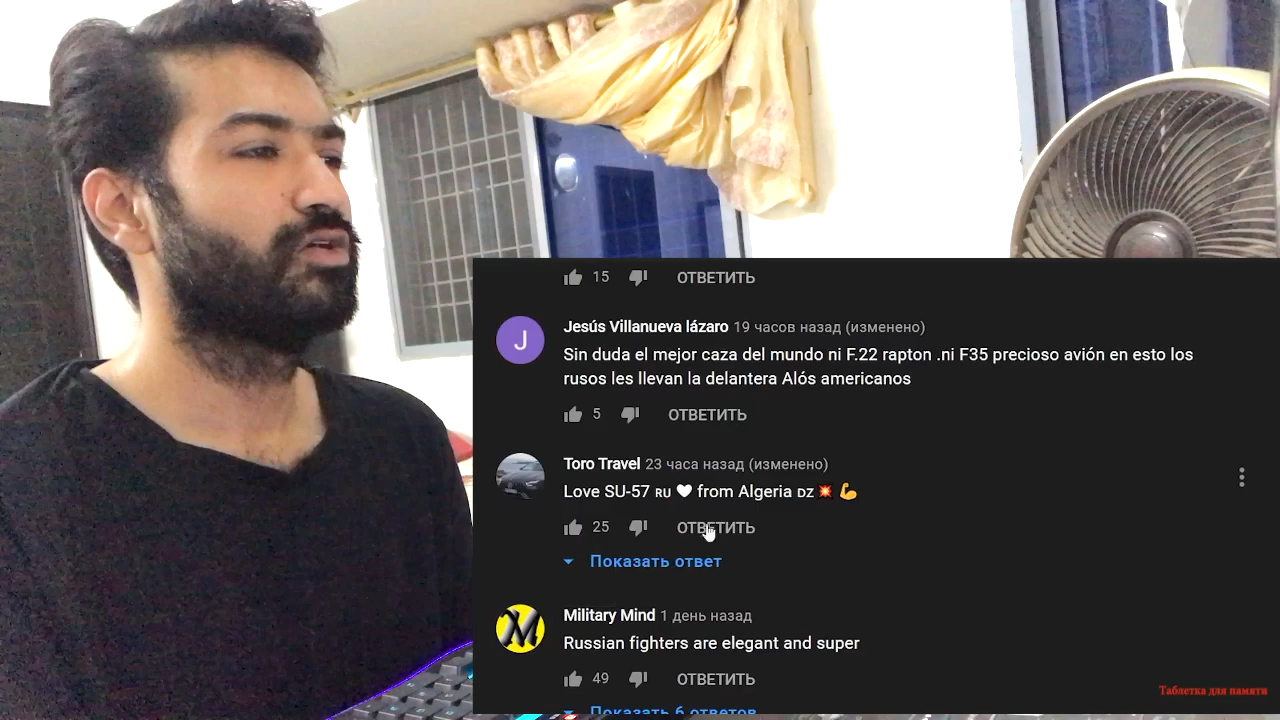 15 ОТВЕТИТЬ
J
Jesús Villanueva lázaro 19 часов назад (изменено)
Sin duda el mejor caza del mundo ni F.22 rapton .ni F35 precioso avión en esto los
rusos les llevan la delantera Alós americanos
5 ОТВЕТИТЬ
Toro Travel 23 часа назад (изменено)
Love SU-57 RU 🤍 from Algeria DZ 💥 💪
25 ОТВЕТИТЬ
Показать ответ
M
Military Mind 1 день назад
Russian fighters are elegant and super
49 ОТВЕТИТЬ
Показать 6 ответов
Таблетка для памяти